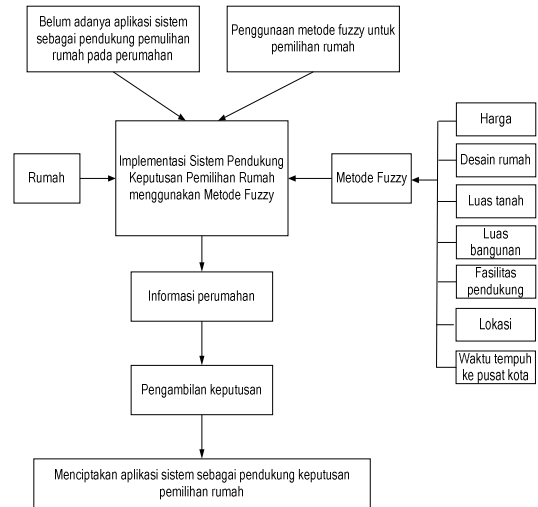 Belum adanya aplikasi sistem
sebagai pendukung pemulihan
rumah pada perumahan
Penggunaan metode fuzzy untuk
pemilihan rumah
Rumah
Implementasi Sistem Pendukung
Keputusan Pemilihan Rumah
menggunakan Metode Fuzzy
Metode Fuzzy
Harga
Desain rumah
Luas tanah
Luas
bangunan
Fasilitas
pendukung
Lokasi
Waktu tempuh
ke pusat kota
Informasi perumahan
Pengambilan keputusan
Menciptakan aplikasi sistem sebagai pendukung keputusan
pemilihan rumah